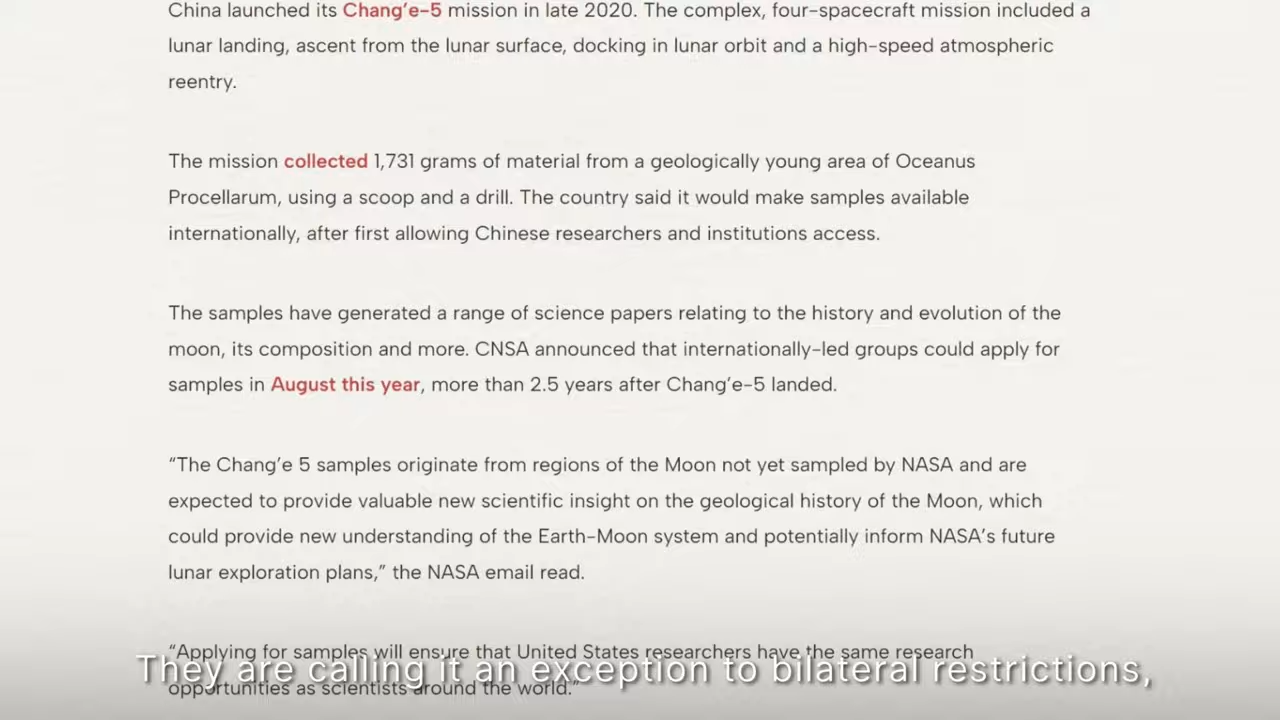 China launched its Chang’e-5 mission in late 2020. The complex, four-spacecraft mission included a
lunar landing, ascent from the lunar surface, docking in lunar orbit and a high-speed atmospheric
reentry.
The mission collected 1,731 grams of material from a geologically young area of Oceanus
Procellarum, using a scoop and a drill. The country said it would make samples available
internationally, after first allowing Chinese researchers and institutions access.
The samples have generated a range of science papers relating to the history and evolution of the
moon, its composition and more. CNSA announced that internationally-led groups could apply for
samples in August this year, more than 2.5 years after Chang’e-5 landed.
“The Chang’e 5 samples originate from regions of the Moon not yet sampled by NASA and are
expected to provide valuable new scientific insight on the geological history of the Moon, which
could provide new understanding of the Earth-Moon system and potentially inform NASA’s future
lunar exploration plans,” the NASA email read.
“Applying for samples will ensure that United States researchers have the same research
They are calling it an exception to bilateral restrictions,
opportunities as scientists around the world.”